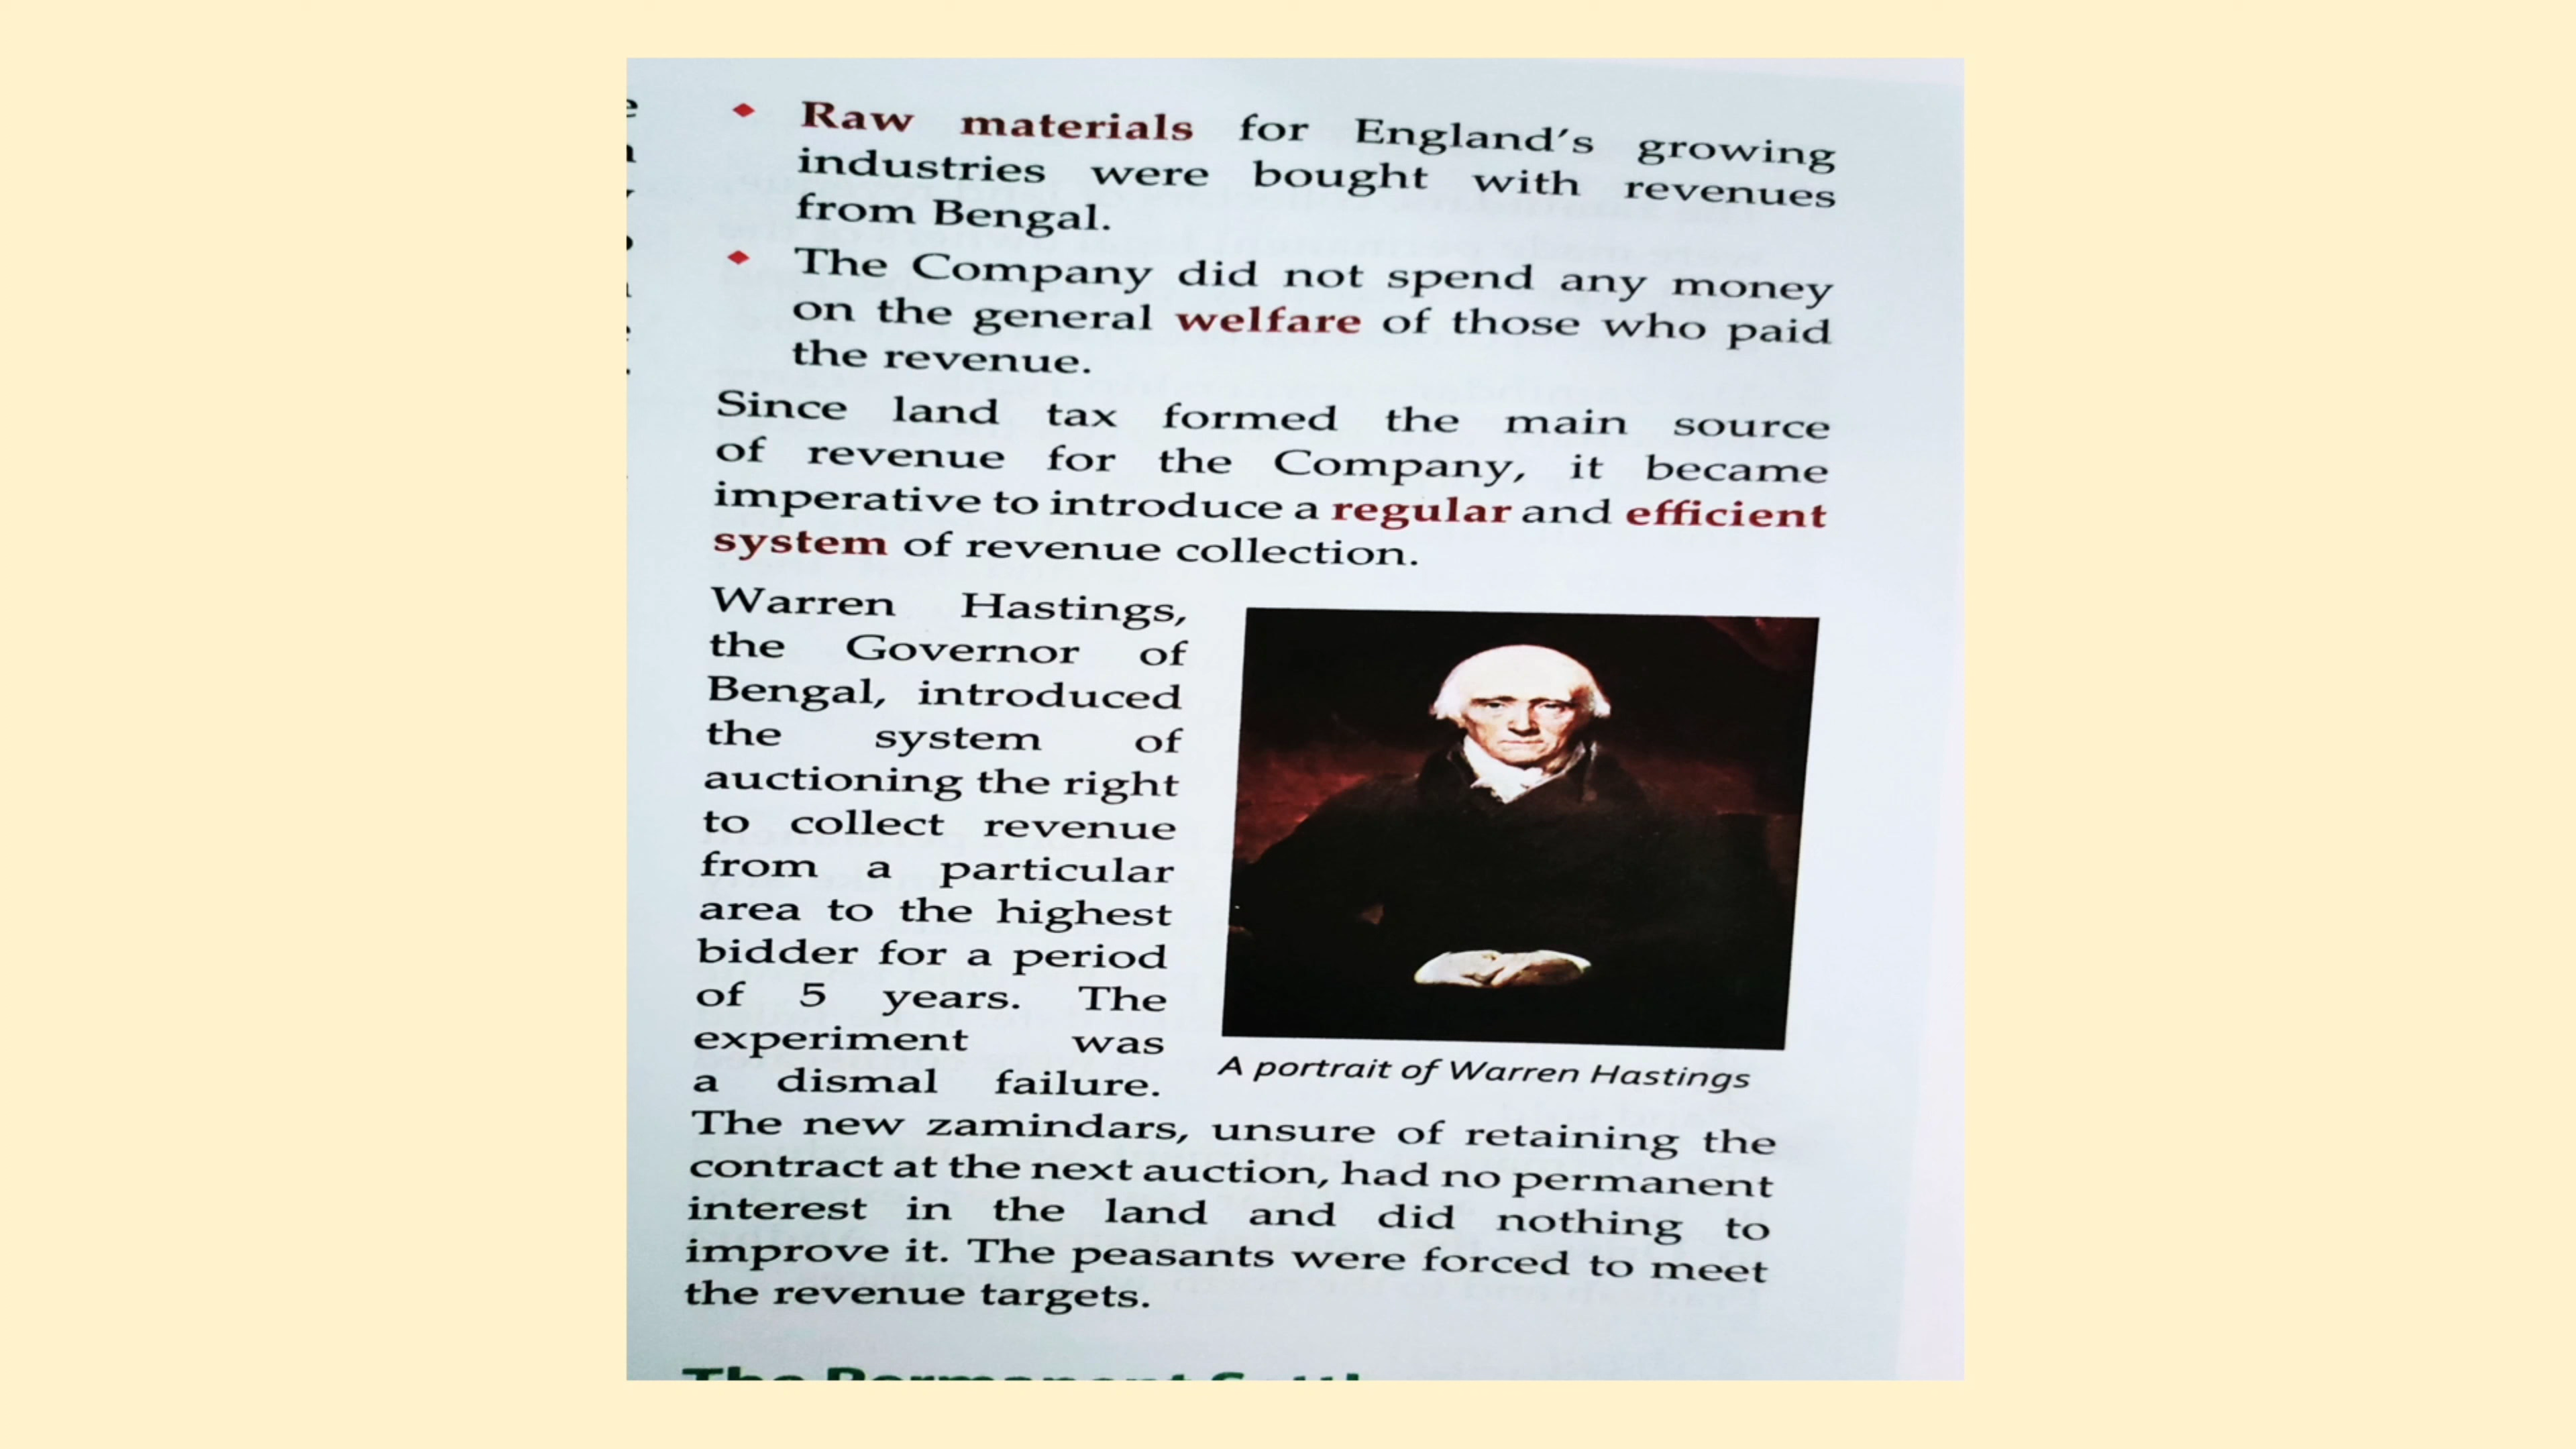 Raw materials for England's growing
industries were bought with revenues
from Bengal.
The Company did not spend any money
on the general welfare of those who paid
the revenue.
Since land tax formed the main source
of revenue for the Company, it became
imperative to introduce a regular and efficient
system of revenue collection.
Warren Hastings,
the Governor of
Bengal, introduced
the system of
auctioning the right
to collect revenue
from a particular
area to the highest
bidder for a period
of 5 years. The
experiment was
a dismal failure.
A portrait of Warren Hastings
The new zamindars, unsure of retaining the
contract at the next auction, had no permanent
interest in the land and did nothing to
improve it. The peasants were forced to meet
the revenue targets.
The Permanent